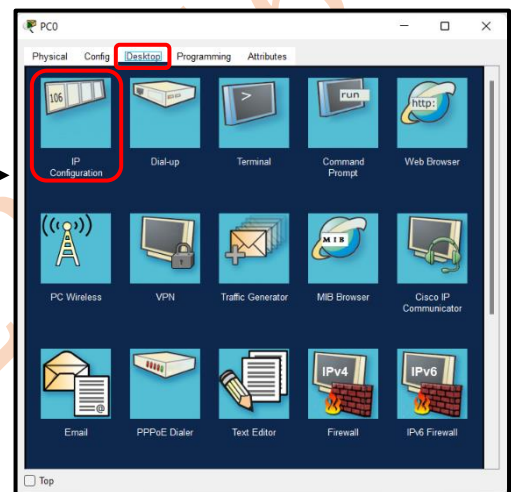 PC0
Physical Config Desktop Programming Attributes
106
run
http:
>
IP
Configuration
Dial-up
Terminal
Command
Prompt
Web Browser
MIB
PC Wireless
VPN
Traffic Generator
MIB Browser
Cisco IP
Communicator
IPv4
IPv6
@
Email
PPPoE Dialer
Text Editor
Firewall
IPv6 Firewall
Top